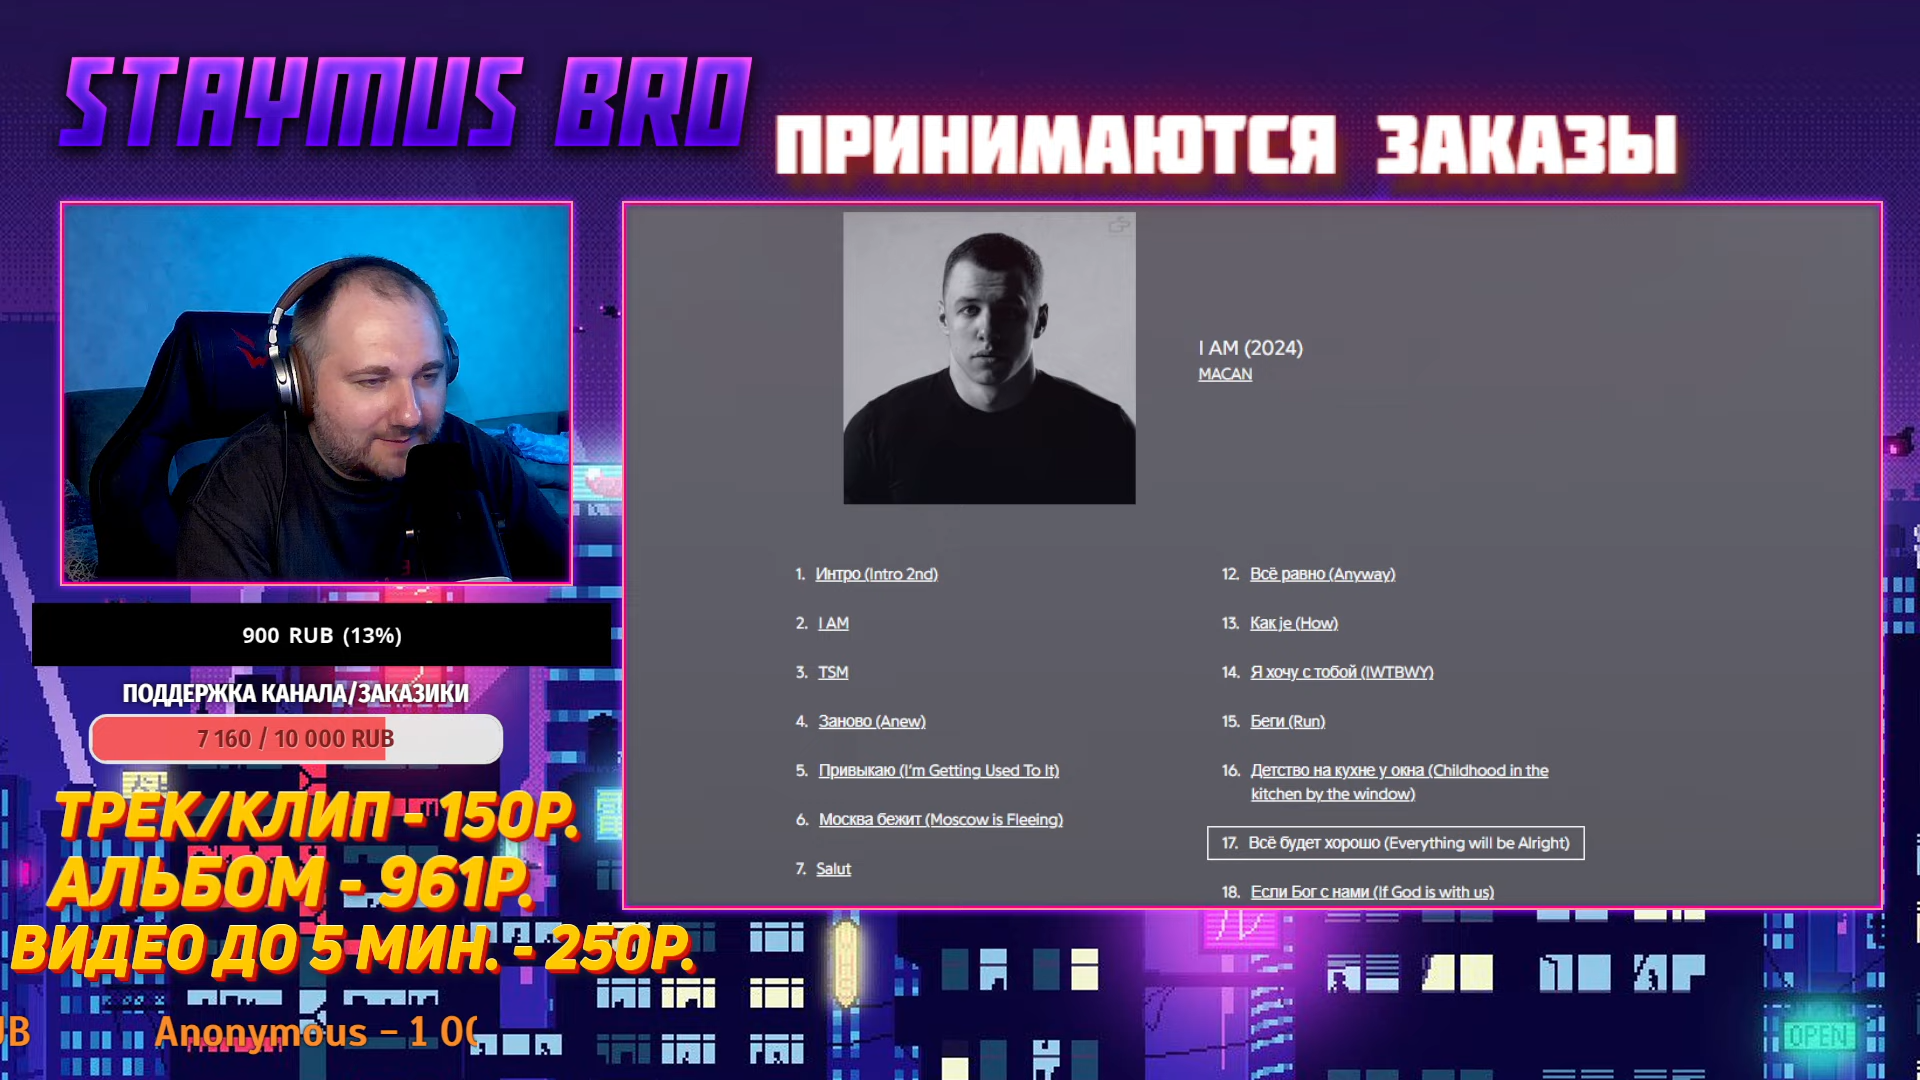 STAYMUS BRO
ПРИНИМАЮТСЯ ЗАКАЗЫ
I AM (2024)
MACAN
1. Интро (Intro 2nd)
2. I AM
3. TSM
4. Заново (Anew)
5. Привыкаю (I'm Getting Used To It)
6. Москва бежит (Moscow is Fleeing)
7. Salut
12. Всё равно (Anyway)
13. Как je (How)
14. Я хочу с тобой (IWTBWY)
15. Беги (Run)
16. Детство на кухне у окна (Childhood in the
kitchen by the window)
17. Всё будет хорошо (Everything will be Alright)
18. Если Бог с нами (If God is with us)
900 RUB (13%)
ПОДДЕРЖКА КАНАЛА/ЗАКАЗИКИ
7 160 / 10 000 RUB
ТРЕК/КЛИП - 150Р.
АЛЬБОМ - 961Р.
ВИДЕО ДО 5 МИН. - 250Р.
UB Anonymous – 1 00
OPEN